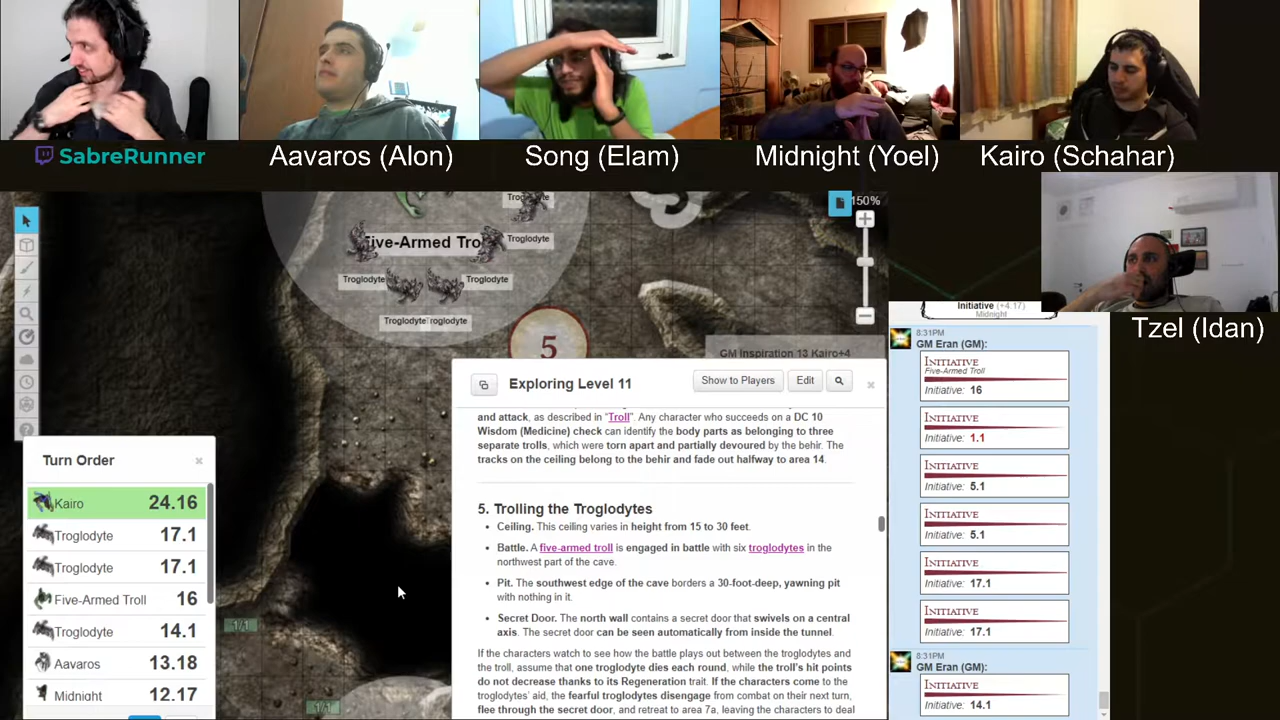 SabreRunner
Aavaros (Alon)
Song (Elam)
Midnight (Yoel)
Kairo (Schahar)
Tzel (Idan)
150%
Troglodyte
Five-Armed Tro
Troglodyte
Troglodyte
Troglodyte
Troglodyte
5
GM Inspiration 13 Kairo+4
1/1
1/1
Turn Order
Kairo 24.16
Troglodyte 17.1
Troglodyte 17.1
Five-Armed Troll 16
Troglodyte 14.1
Aavaros 13.18
Midnight 12.17
Exploring Level 11
Show to Players
Edit
and attack, as described in “Troll”. Any character who succeeds on a DC 10
Wisdom (Medicine) check can identify the body parts as belonging to three
separate trolls, which were torn apart and partially devoured by the behir. The
tracks on the ceiling belong to the behir and fade out halfway to area 14.
5. Trolling the Troglodytes
• Ceiling. This ceiling varies in height from 15 to 30 feet.
• Battle. A five-armed troll is engaged in battle with six troglodytes in the
northwest part of the cave.
• Pit. The southwest edge of the cave borders a 30-foot-deep, yawning pit
with nothing in it.
• Secret Door. The north wall contains a secret door that swivels on a central
axis. The secret door can be seen automatically from inside the tunnel.
If the characters watch to see how the battle plays out between the troglodytes and
the troll, assume that one troglodyte dies each round, while the troll's hit points
do not decrease thanks to its Regeneration trait. If the characters come to the
troglodytes' aid, the fearful troglodytes disengage from combat on their next turn,
flee through the secret door, and retreat to area 7a, leaving the characters to deal
Initiative (+4.17)
Midnight
8:31PM
GM Eran (GM):
Initiative
Five-Armed Troll
Initiative: 16
Initiative
Initiative: 1.1
Initiative
Initiative: 5.1
Initiative
Initiative: 5.1
Initiative
Initiative: 17.1
Initiative
Initiative: 17.1
8:31PM
GM Eran (GM):
Initiative
Initiative: 14.1